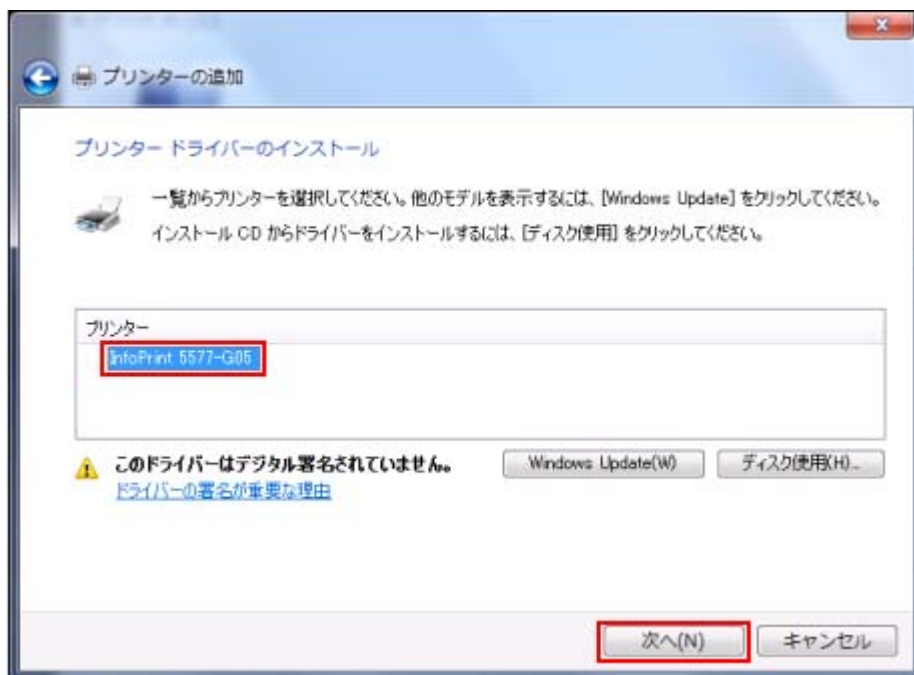 プリンターの追加
プリンター ドライバーのインストール
一覧からプリンターを選択してください。他のモデルを表示するには、[Windows Update] をクリックしてください。
インストール CD からドライバーをインストールするには、[ディスク使用] をクリックしてください。
プリンター
InfoPrint 5577-G05
このドライバーはデジタル署名されていません。
Windows Update(W)
ディスク使用(H)...
ドライバーの署名が重要な理由
次へ(N)
キャンセル